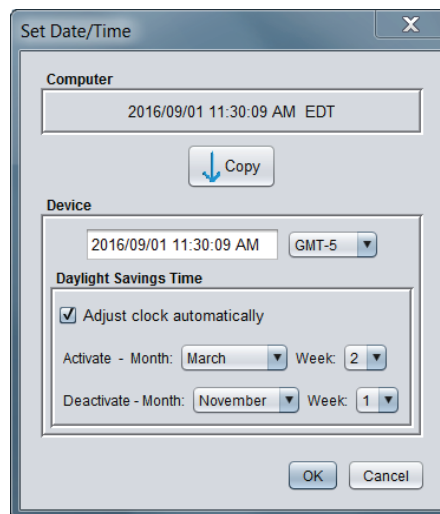 Set Date/Time
Computer
2016/09/01 11:30:09 AM  EDT
Copy
Device
2016/09/01 11:30:09 AM GMT-5
Daylight Savings Time
Adjust clock automatically
Activate - Month: March Week: 2
Deactivate - Month: November Week: 1
OK Cancel